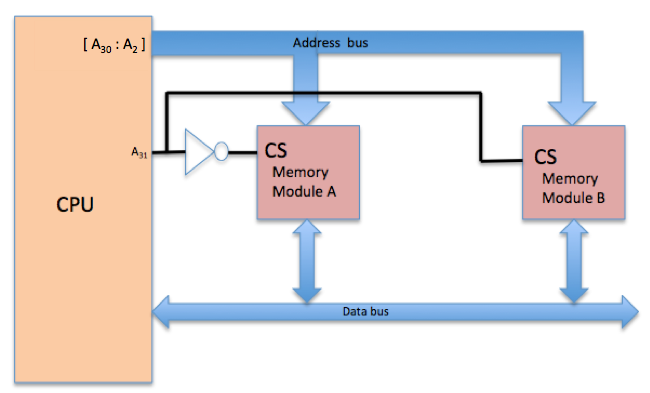 [ A30 : A2 ]
Address bus
A31
CS
Memory
Module A
CS
Memory
Module B
CPU
Data bus